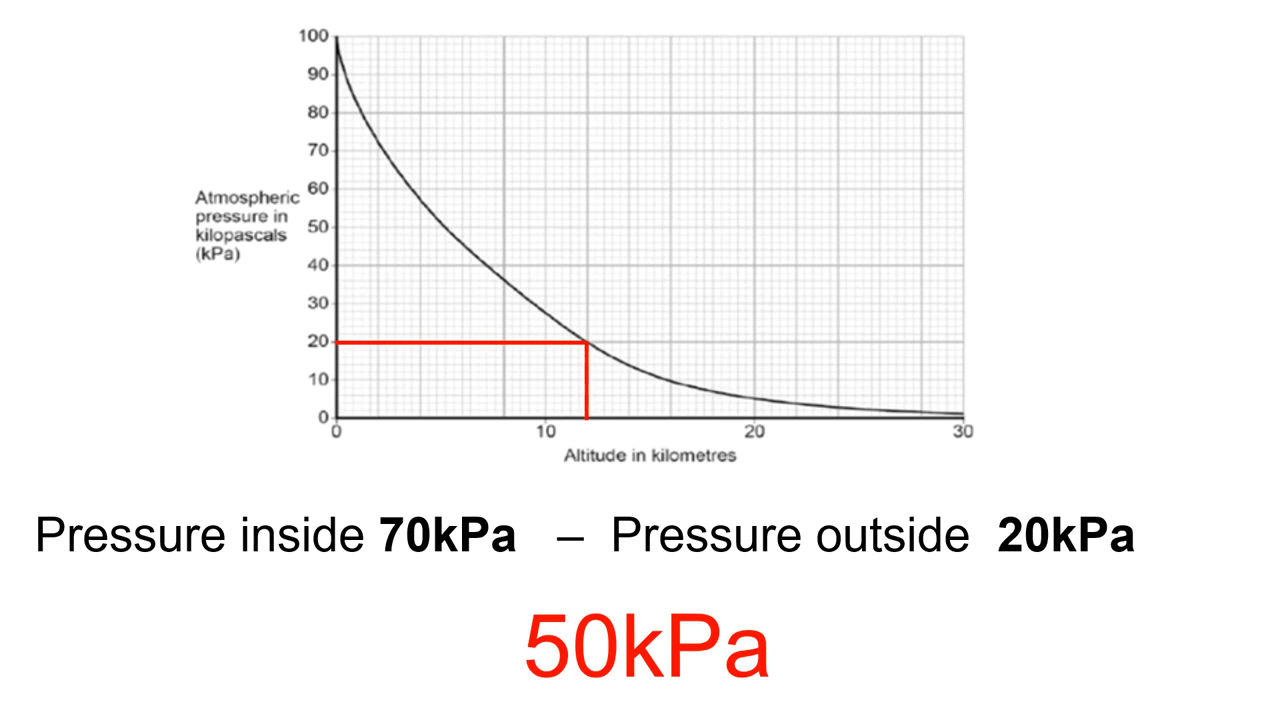 100
90
80
70
60
50
40
30
20
10
0
Atmospheric
pressure in
kilopascals
(kPa)
0 10 20 30
Altitude in kilometres
Pressure inside 70kPa – Pressure outside 20kPa
50kPa